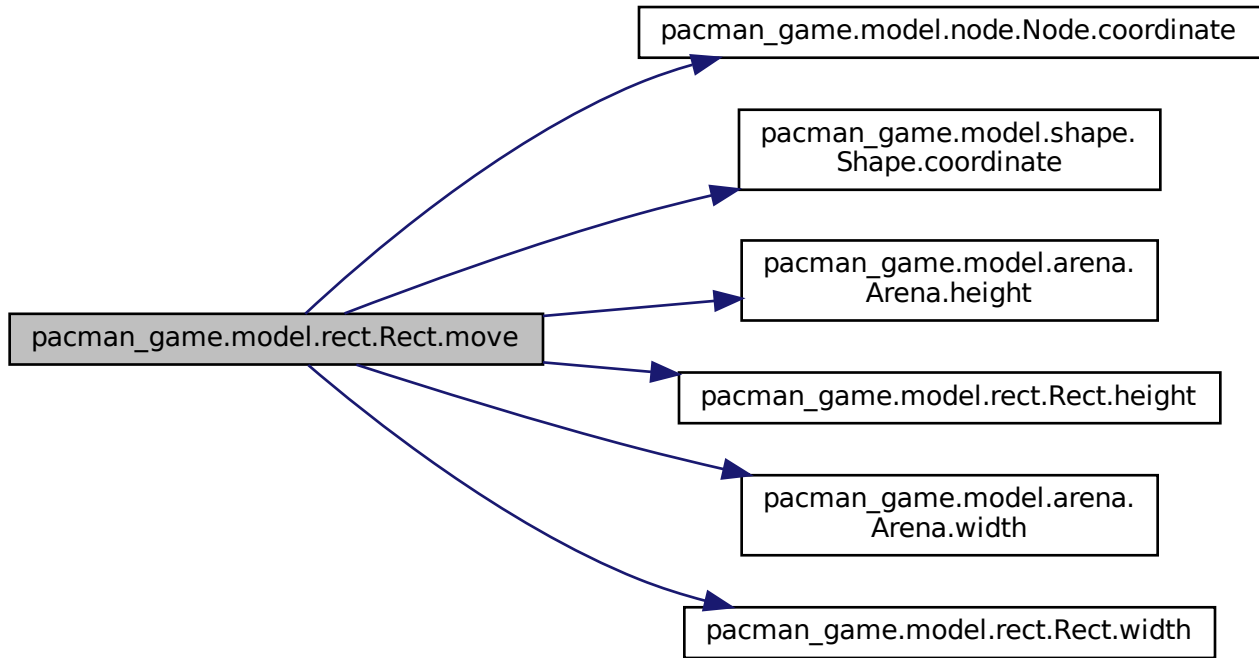 pacman_game.model.node.Node.coordinate
pacman_game.model.shape.
Shape.coordinate
pacman_game.model.arena.
Arena.height
pacman_game.model.rect.Rect.move
pacman_game.model.rect.Rect.height
pacman_game.model.arena.
Arena.width
pacman_game.model.rect.Rect.width